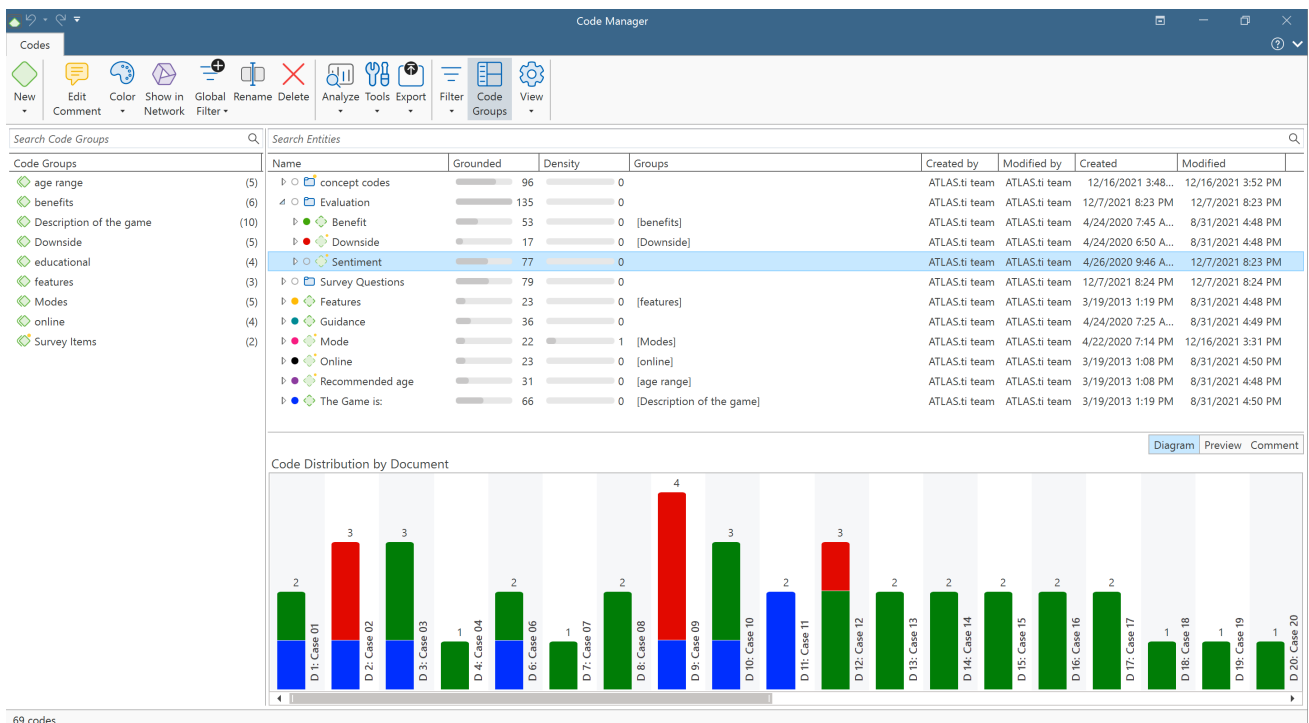 Code Manager
Codes
New Edit Comment Color Show in Network Global Filter Rename Delete Analyze Tools Export Filter Code Groups View
Search Code Groups
Code Groups
age range (5)
benefits (6)
Description of the game (10)
Downside (5)
educational (4)
features (3)
Modes (5)
online (4)
Survey Items (2)
Search Entities
Name Grounded Density Groups Created by Modified by Created Modified
concept codes 96 0 ATLAS.ti team ATLAS.ti team 12/16/2021 3:48... 12/16/2021 3:52 PM
Evaluation 135 0 ATLAS.ti team ATLAS.ti team 12/7/2021 8:23 PM 12/7/2021 8:23 PM
Benefit 53 0 [benefits] ATLAS.ti team ATLAS.ti team 4/24/2020 7:45 A... 8/31/2021 4:48 PM
Downside 17 0 [Downside] ATLAS.ti team ATLAS.ti team 4/24/2020 6:50 A... 8/31/2021 4:48 PM
Sentiment 77 0 ATLAS.ti team ATLAS.ti team 4/26/2020 9:46 A... 12/7/2021 8:23 PM
Survey Questions 79 0 ATLAS.ti team ATLAS.ti team 12/7/2021 8:24 PM 12/7/2021 8:24 PM
Features 23 0 [features] ATLAS.ti team ATLAS.ti team 3/19/2013 1:19 PM 8/31/2021 4:48 PM
Guidance 36 0 ATLAS.ti team ATLAS.ti team 4/24/2020 7:25 A... 8/31/2021 4:49 PM
Mode 22 1 [Modes] ATLAS.ti team ATLAS.ti team 4/22/2020 7:14 PM 12/16/2021 3:31 PM
Online 23 0 [online] ATLAS.ti team ATLAS.ti team 3/19/2013 1:08 PM 8/31/2021 4:50 PM
Recommended age 31 0 [age range] ATLAS.ti team ATLAS.ti team 3/19/2013 1:08 PM 8/31/2021 4:48 PM
The Game is: 66 0 [Description of the game] ATLAS.ti team ATLAS.ti team 3/19/2013 1:19 PM 8/31/2021 4:50 PM
Diagram Preview Comment
Code Distribution by Document
2 D 1: Case 01
3 D 2: Case 02
3 D 3: Case 03
1 D 4: Case 04
2 D 6: Case 06
1 D 7: Case 07
2 D 8: Case 08
4 D 9: Case 09
3 D 10: Case 10
2 D 11: Case 11
3 D 12: Case 12
2 D 13: Case 13
2 D 14: Case 14
2 D 15: Case 15
2 D 16: Case 16
2 D 17: Case 17
1 D 18: Case 18
1 D 19: Case 19
1 D 20: Case 20
69 codes